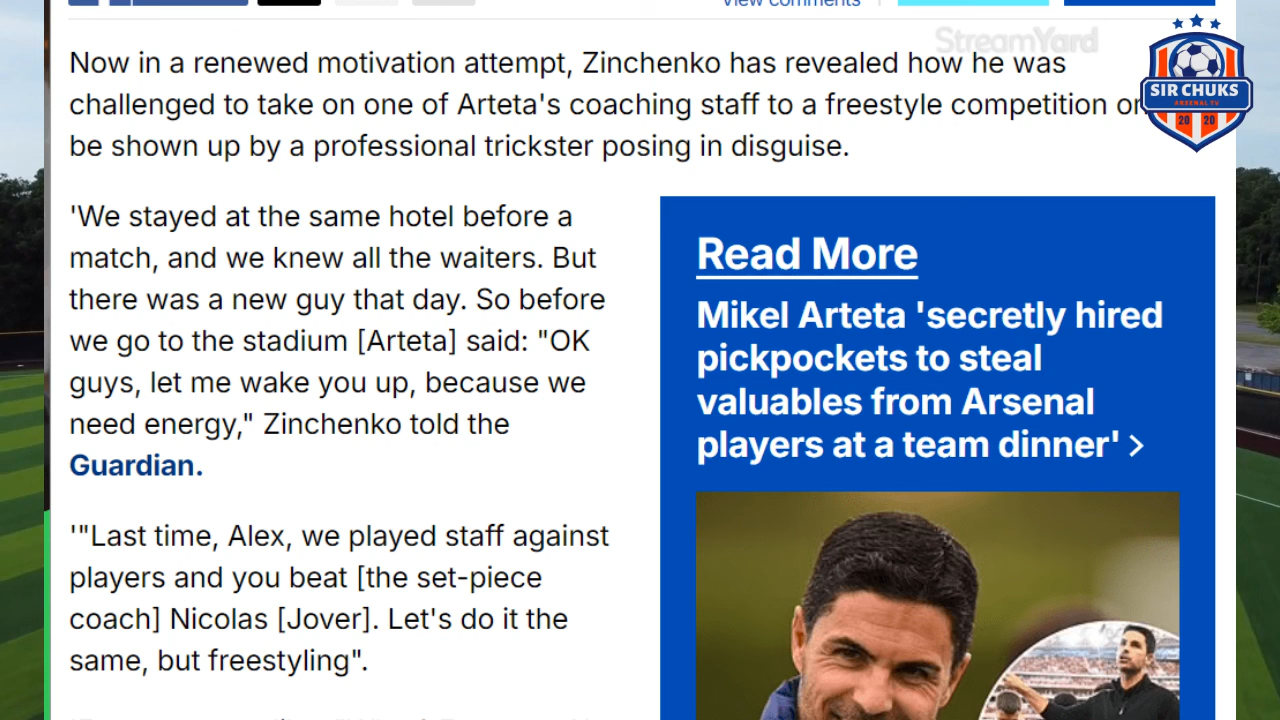 View comments
StreamYard
SIR CHUKS
ARSENAL TV
20 20
Now in a renewed motivation attempt, Zinchenko has revealed how he was
challenged to take on one of Arteta's coaching staff to a freestyle competition
be shown up by a professional trickster posing in disguise.
'We stayed at the same hotel before a
match, and we knew all the waiters. But
there was a new guy that day. So before
we go to the stadium [Arteta] said: "OK
guys, let me wake you up, because we
need energy," Zinchenko told the
Guardian.
'"Last time, Alex, we played staff against
players and you beat [the set-piece
coach] Nicolas [Jover]. Let's do it the
same, but freestyling".
Read More
Mikel Arteta 'secretly hired
pickpockets to steal
valuables from Arsenal
players at a team dinner' >